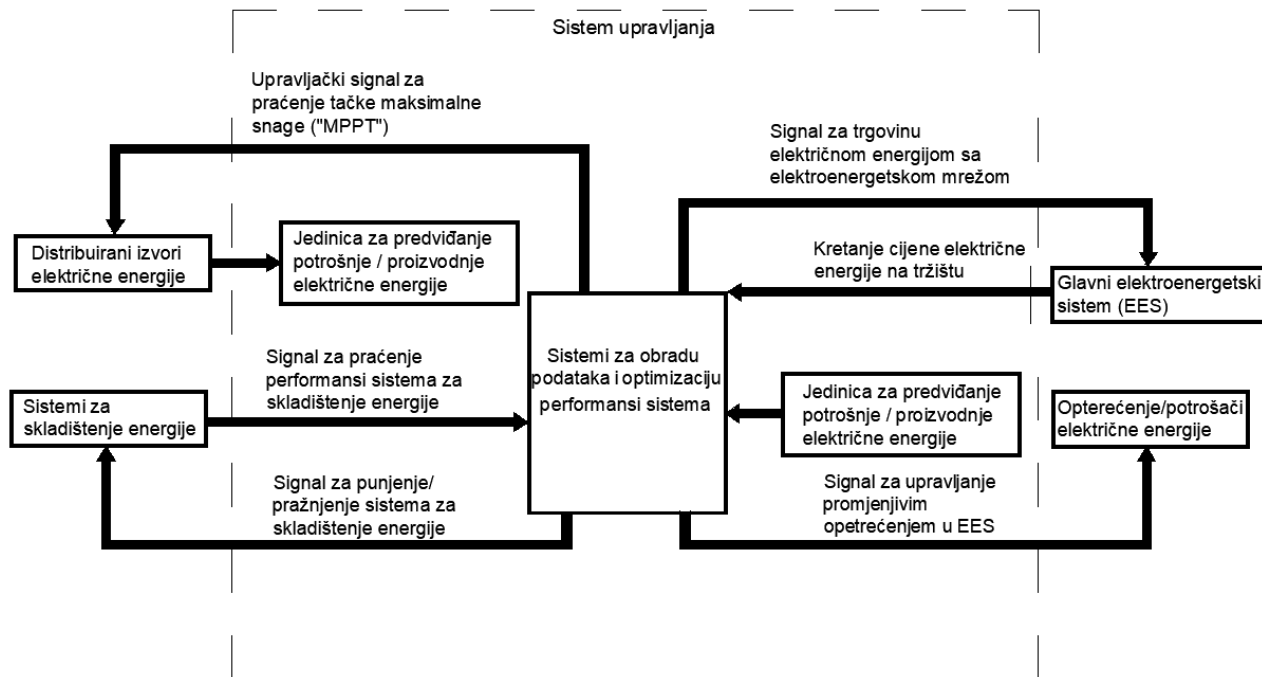 Sistem upravljanja
Upravljački signal za
praćenje tačke maksimalne
snage ("MPPT")
Signal za trgovinu
električnom energijom sa
elektroenergetskom mrežom
Distribuirani izvori
električne energije
Jedinica za predviđanje
potrošnje / proizvodnje
električne energije
Kretanje cijene električne
energije na tržištu
Glavni elektroenergetski
sistem (EES)
Sistemi za obradu
podataka i optimizaciju
performansi sistema
Signal za praćenje
performansi sistema za
skladištenje energije
Sistemi za
skladištenje energije
Jedinica za predviđanje
potrošnje / proizvodnje
električne energije
Opterećenje/potrošači
električne energije
Signal za punjenje/
pražnjenje sistema za
skladištenje energije
Signal za upravljanje
promjenjivim
opetrećenjem u EES